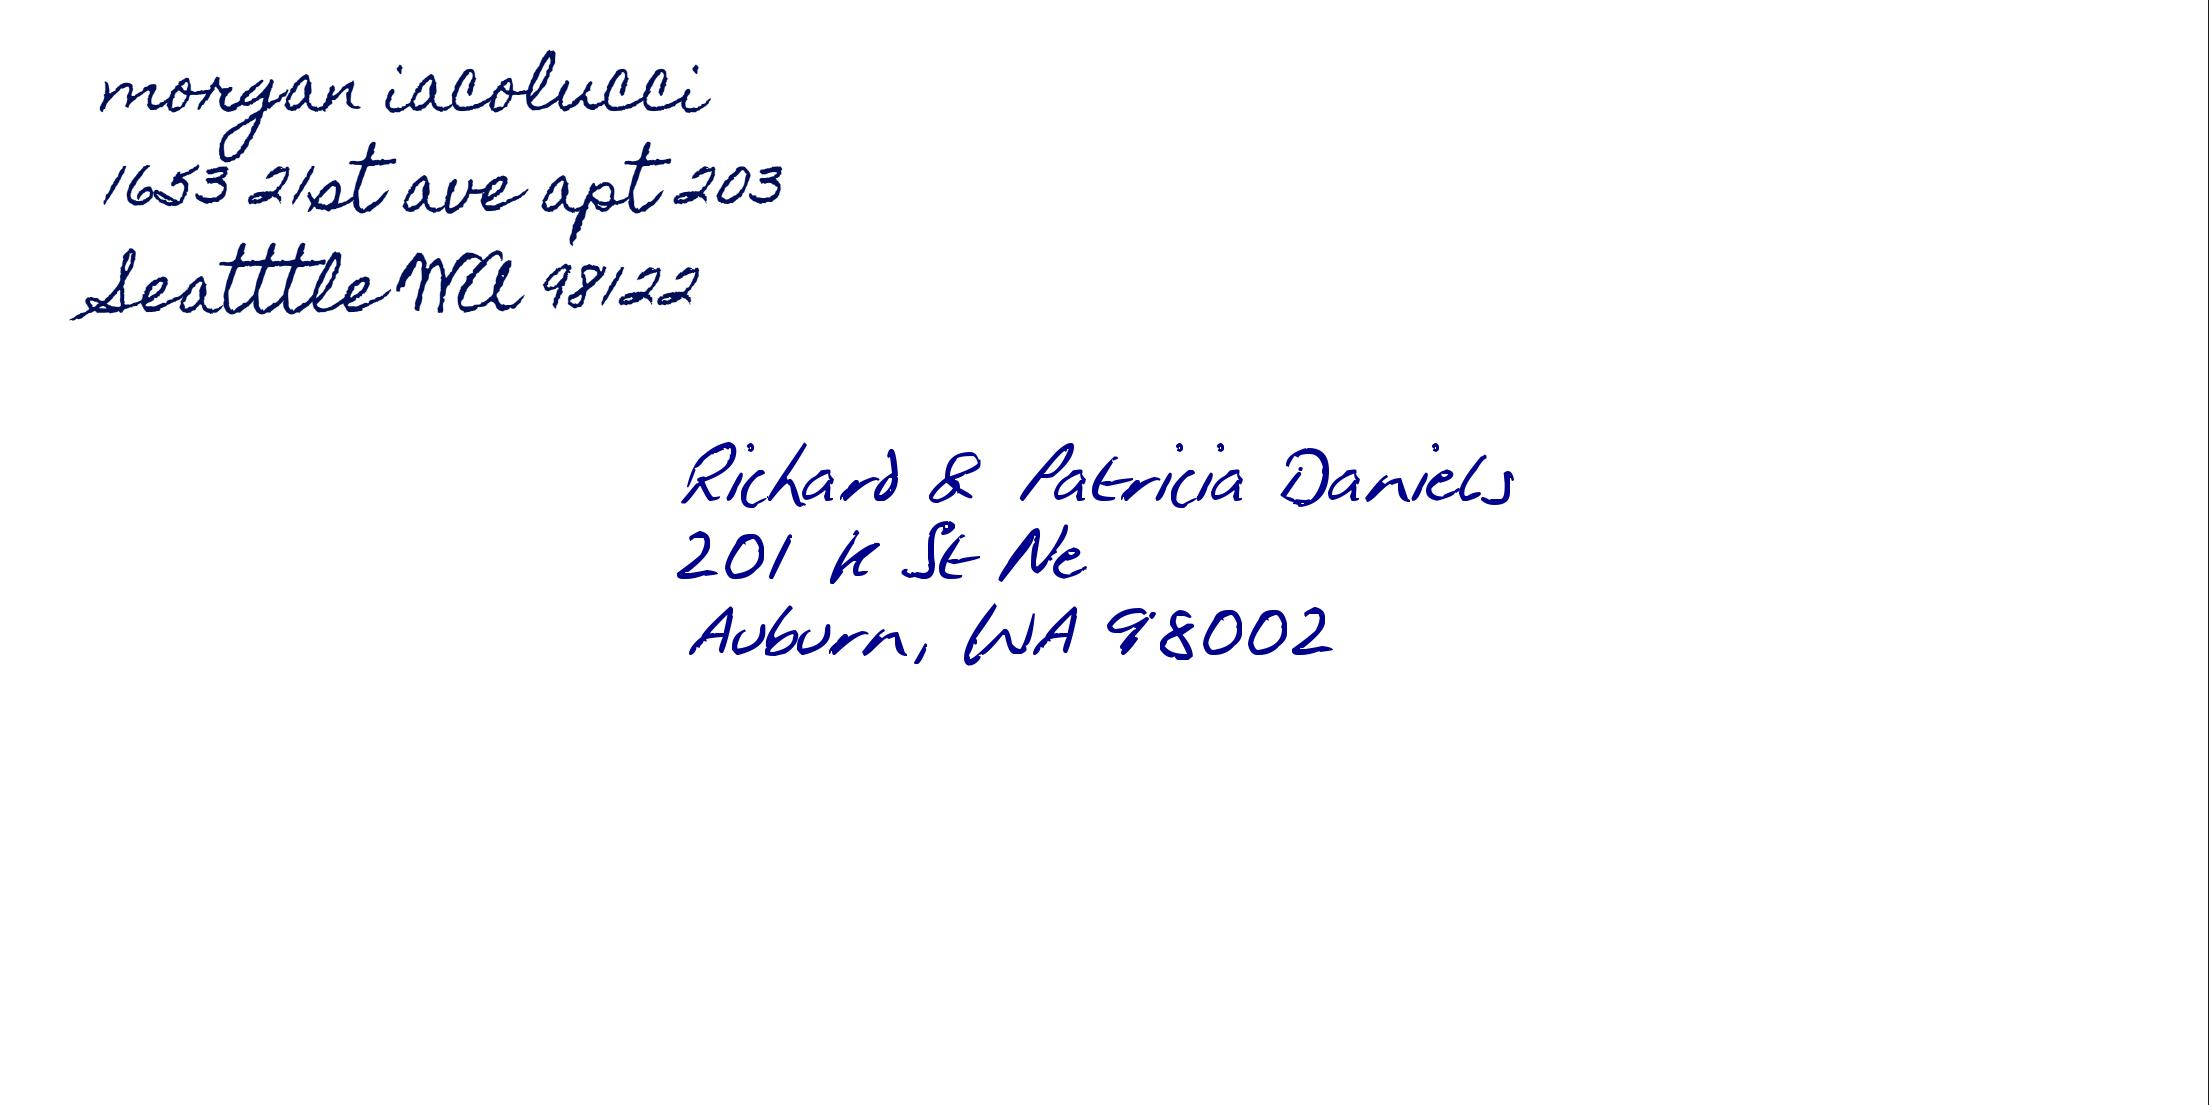 morgan iacolucci
1653 21st ave apt 203
Seatttle WA 98122
Richard & Patricia Daniels
201 K St Ne
Auburn, WA 98002